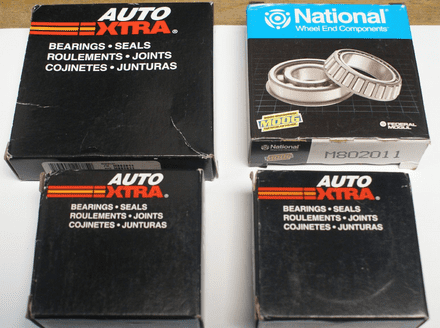 AUTO
XTRA®
BEARINGS • SEALS
ROULEMENTS • JOINTS
COJINETES • JUNTURAS
National®
Wheel End Components
MOOG
FEDERAL
MOGUL
National
M802011
AUTO
XTRA®
BEARINGS • SEALS
ROULEMENTS • JOINTS
COJINETES • JUNTURAS
AUTO
XTRA®
BEARINGS • SEALS
ROULEMENTS • JOINTS
COJINETES • JUNTURAS